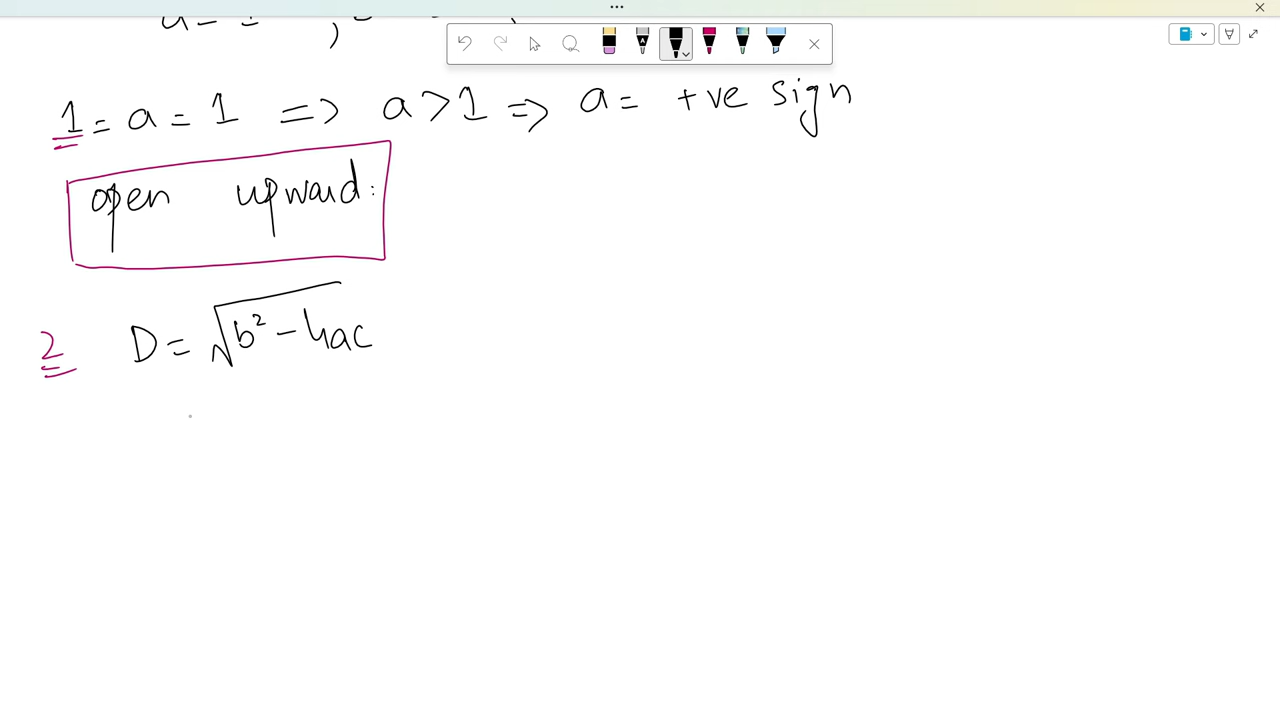 a =
1 = a = 1 => a > 1 => a = +ve sign
open upward.
2 D = √b² - 4ac